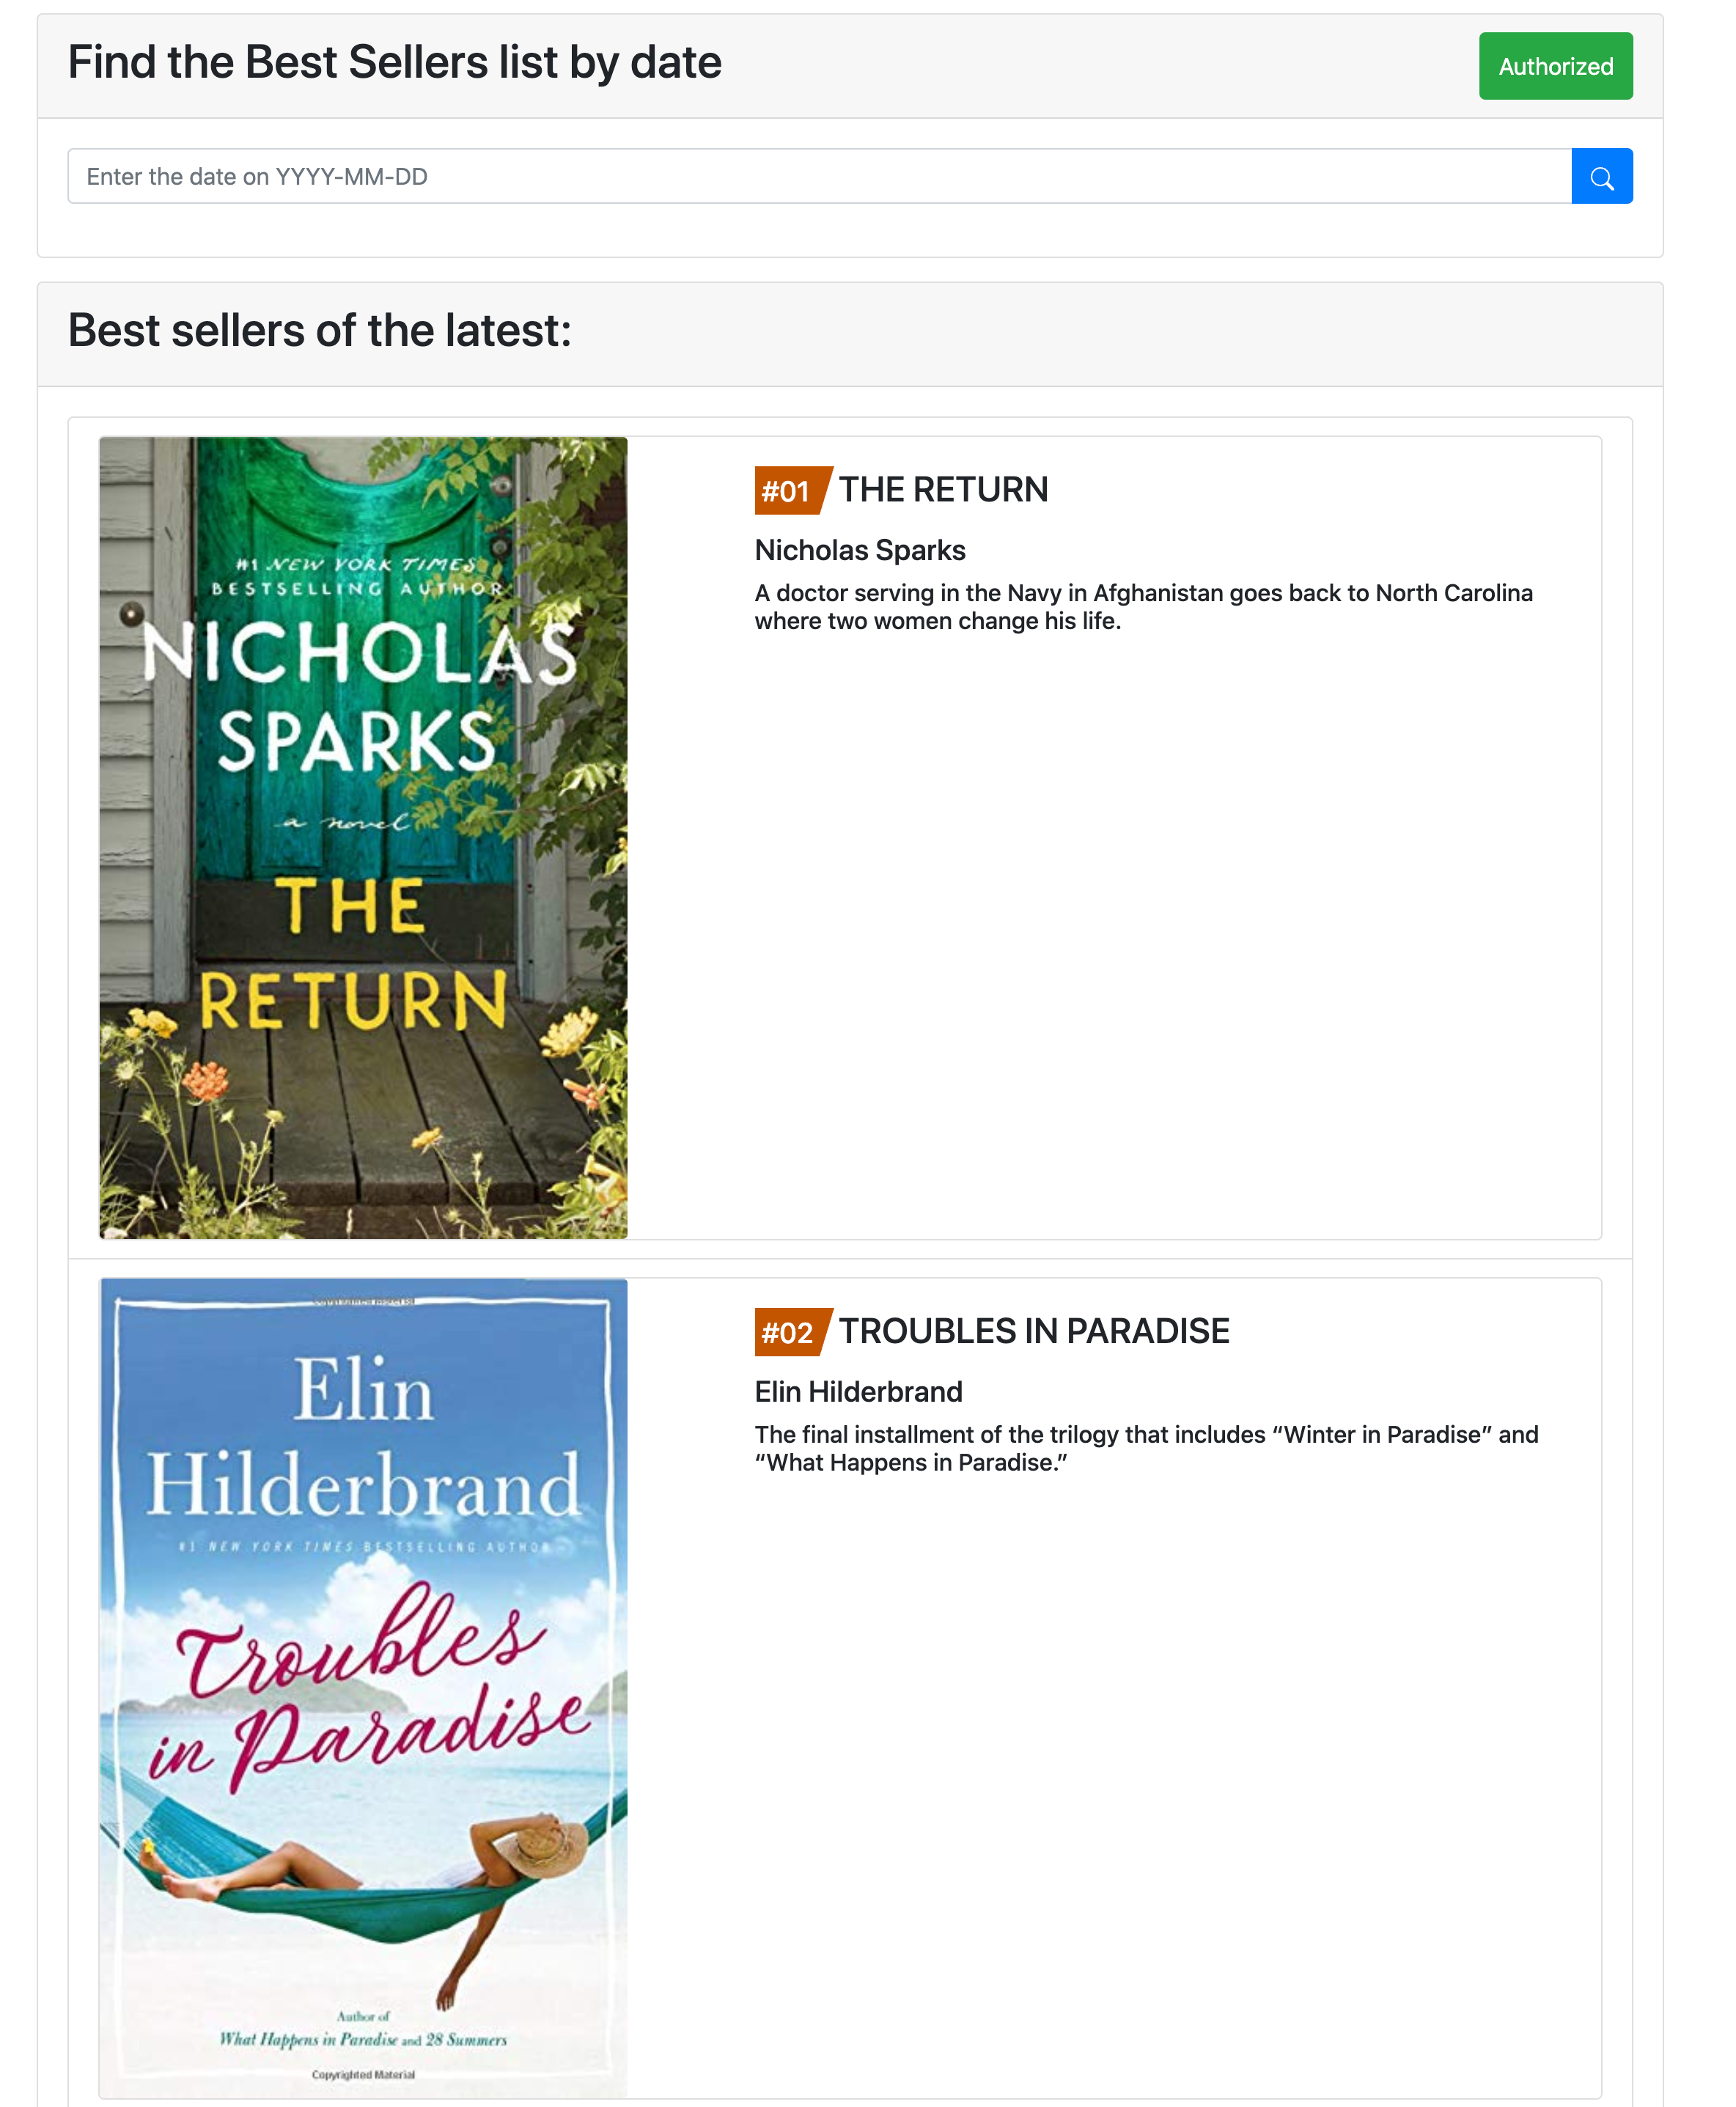 Find the Best Sellers list by date
Authorized
Enter the date on YYYY-MM-DD
Best sellers of the latest:
#1 NEW YORK TIMES
BESTSELLING AUTHOR
NICHOLAS
SPARKS
a novel
THE
RETURN
#01 THE RETURN
Nicholas Sparks
A doctor serving in the Navy in Afghanistan goes back to North Carolina
where two women change his life.
Copyrighted Material
Elin
Hilderbrand
#1 NEW YORK TIMES BESTSELLING AUTHOR
Troubles
in Paradise
Author of
What Happens in Paradise and 28 Summers
Copyrighted Material
#02 TROUBLES IN PARADISE
Elin Hilderbrand
The final installment of the trilogy that includes “Winter in Paradise” and
“What Happens in Paradise.”